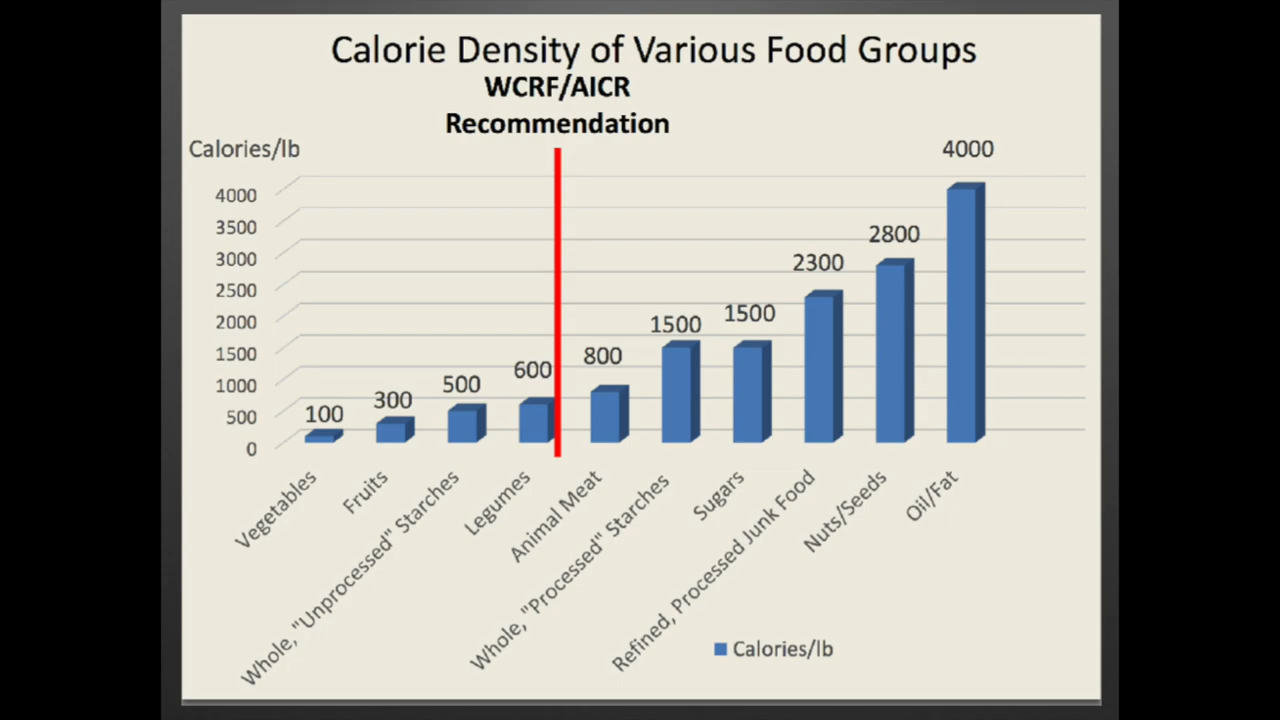 Calorie Density of Various Food Groups
WCRF/AICR
Recommendation
Calories/lb
4000
3500
3000
2500
2000
1500
1000
500
0
100
300
500
600
800
1500
1500
2300
2800
4000
Vegetables
Fruits
Whole, "Unprocessed" Starches
Legumes
Animal Meat
Whole, "Processed" Starches
Sugars
Refined, Processed Junk Food
Nuts/Seeds
Oil/Fat
Calories/lb